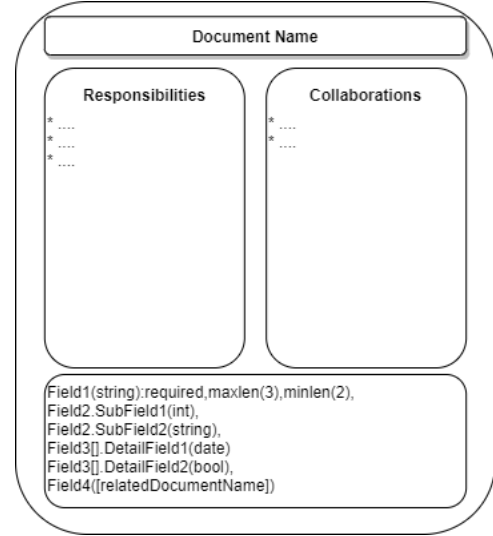 Document Name
Responsibilities
* ....
* ....
* ....
Collaborations
* ....
* ....
Field1(string):required,maxlen(3),minlen(2),
Field2.SubField1(int),
Field2.SubField2(string),
Field3[].DetailField1(date)
Field3[].DetailField2(bool),
Field4([relatedDocumentName])